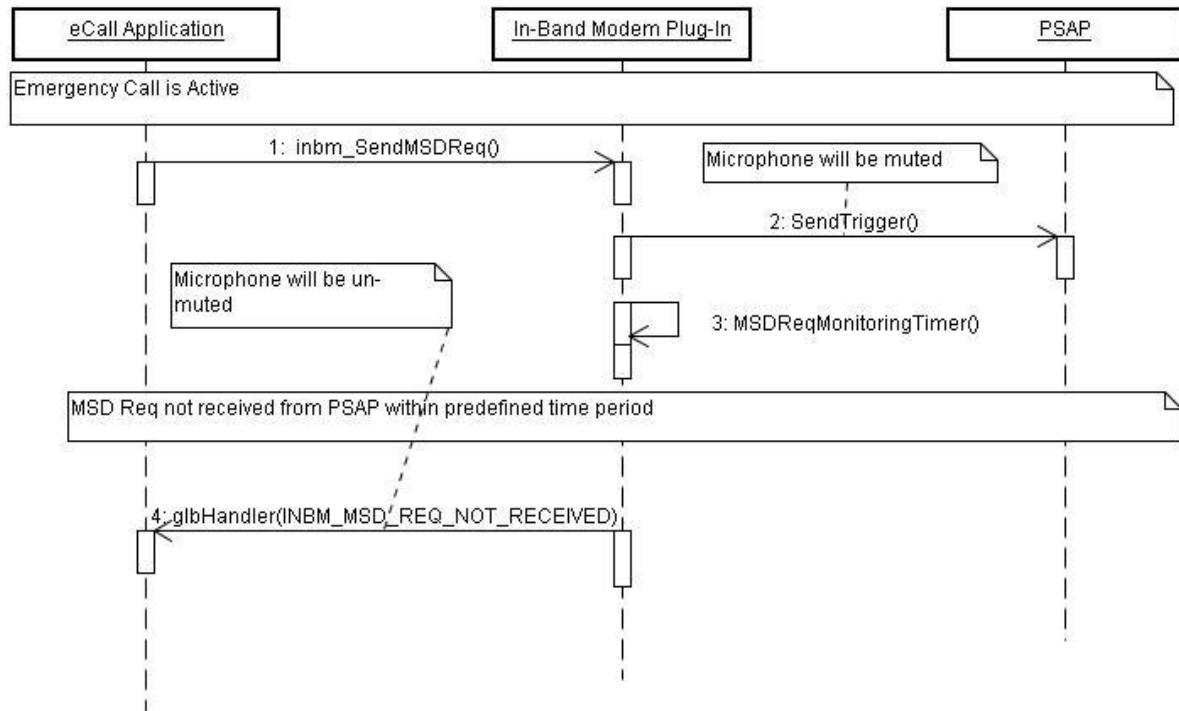 eCall Application
In-Band Modem Plug-In
PSAP
Emergency Call is Active
1: inbm_SendMSDReq()
Microphone will be muted
2: SendTrigger()
Microphone will be un-
muted
3: MSDReqMonitoringTimer()
MSD Req not received from PSAP within predefined time period
4: glbHandler(INBM_MSD_REQ_NOT_RECEIVED)